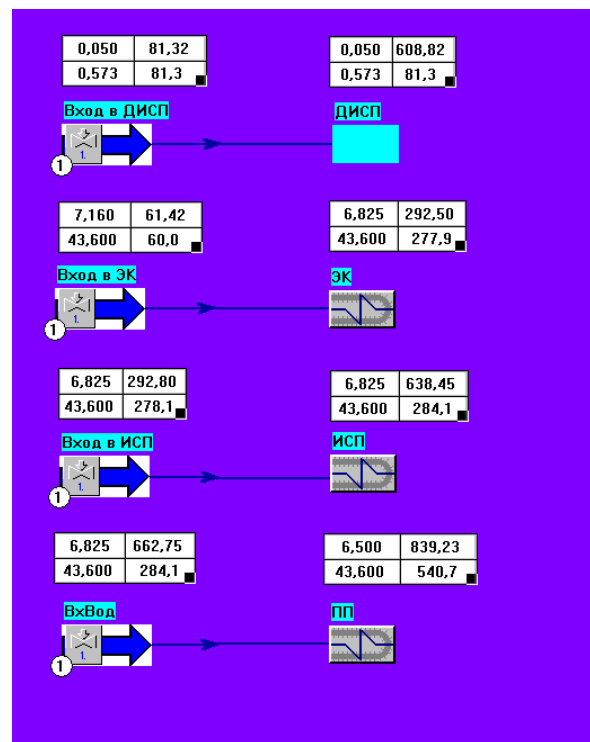 0,050 81,32 0,050 608,82
0,573 81,3 0,573 81,3
Вход в ДИСП ДИСП
1.
1
7,160 61,42 6,825 292,50
43,600 60,0 43,600 277,9
Вход в ЭК ЭК
1.
1
6,825 292,80 6,825 638,45
43,600 278,1 43,600 284,1
Вход в ИСП ИСП
1.
1
6,825 662,75 6,500 839,23
43,600 284,1 43,600 540,7
ВхВод ПП
1.
1